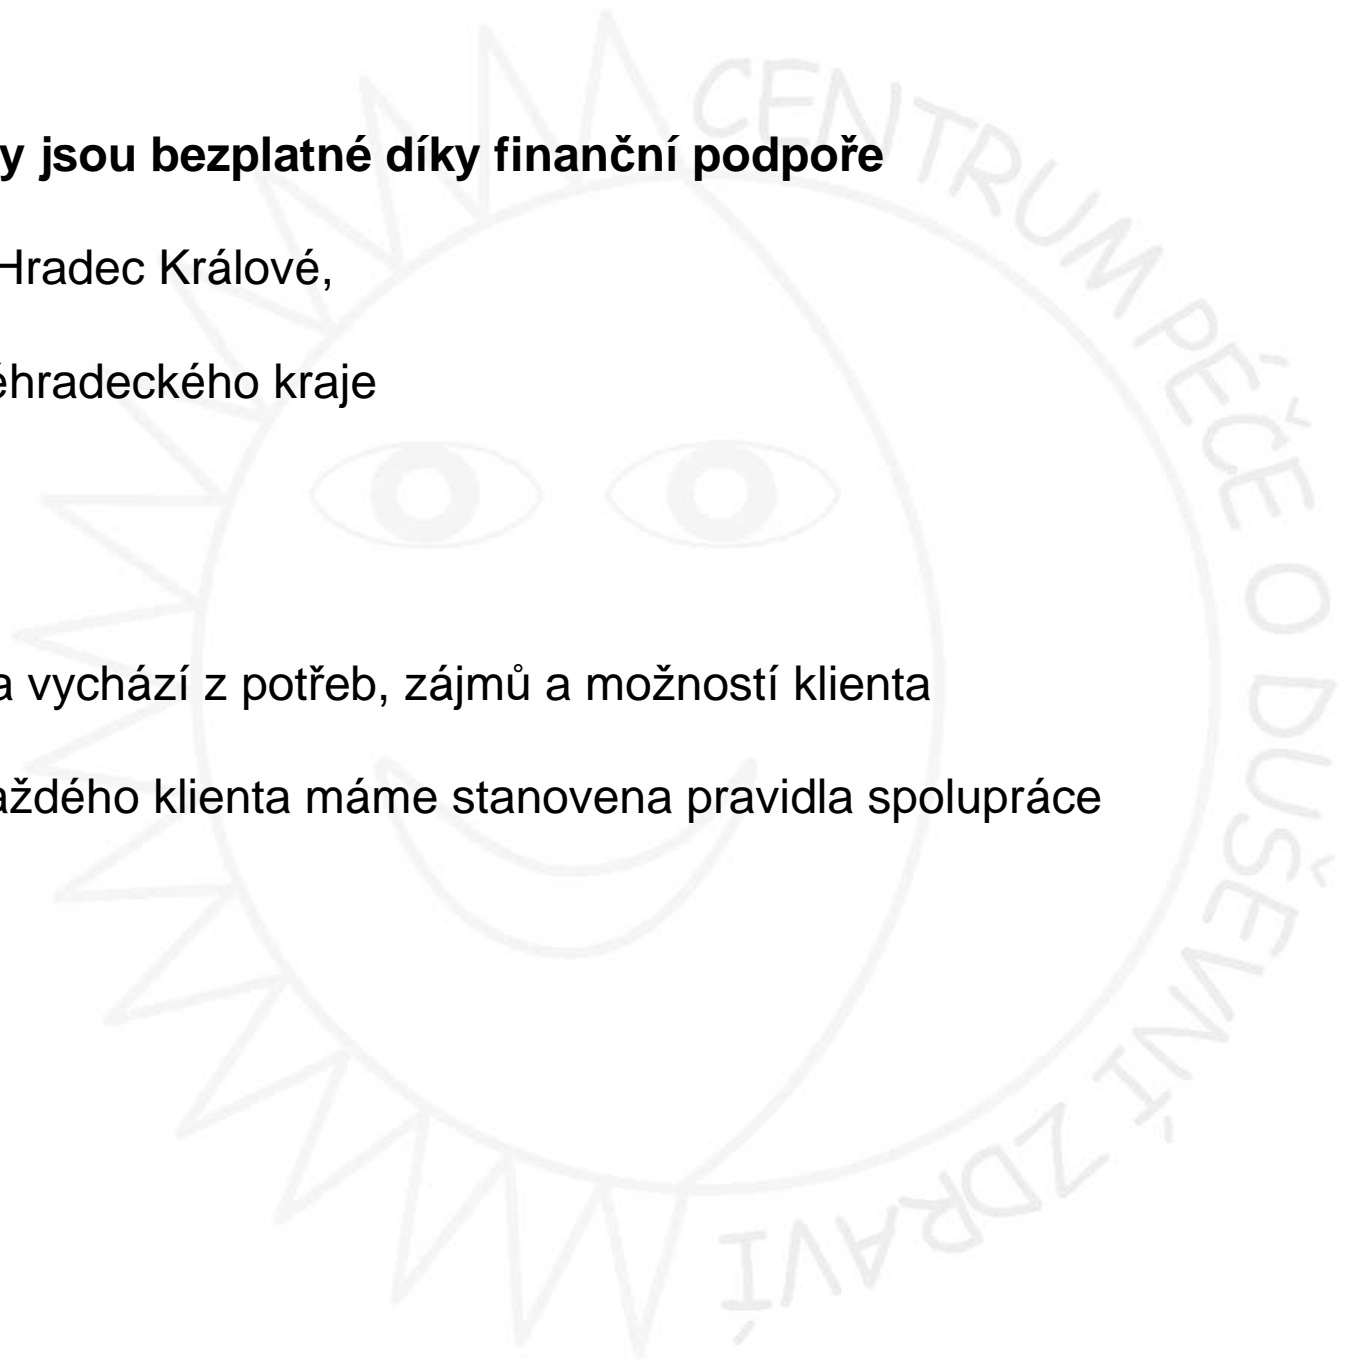 y jsou bezplatné díky finanční podpoře
Hradec Králové,
éhradeckého kraje
a vychází z potřeb, zájmů a možností klienta
aždého klienta máme stanovena pravidla spolupráce
CENTRUM PÉČE O DUŠEVNÍ ZDRAVÍ